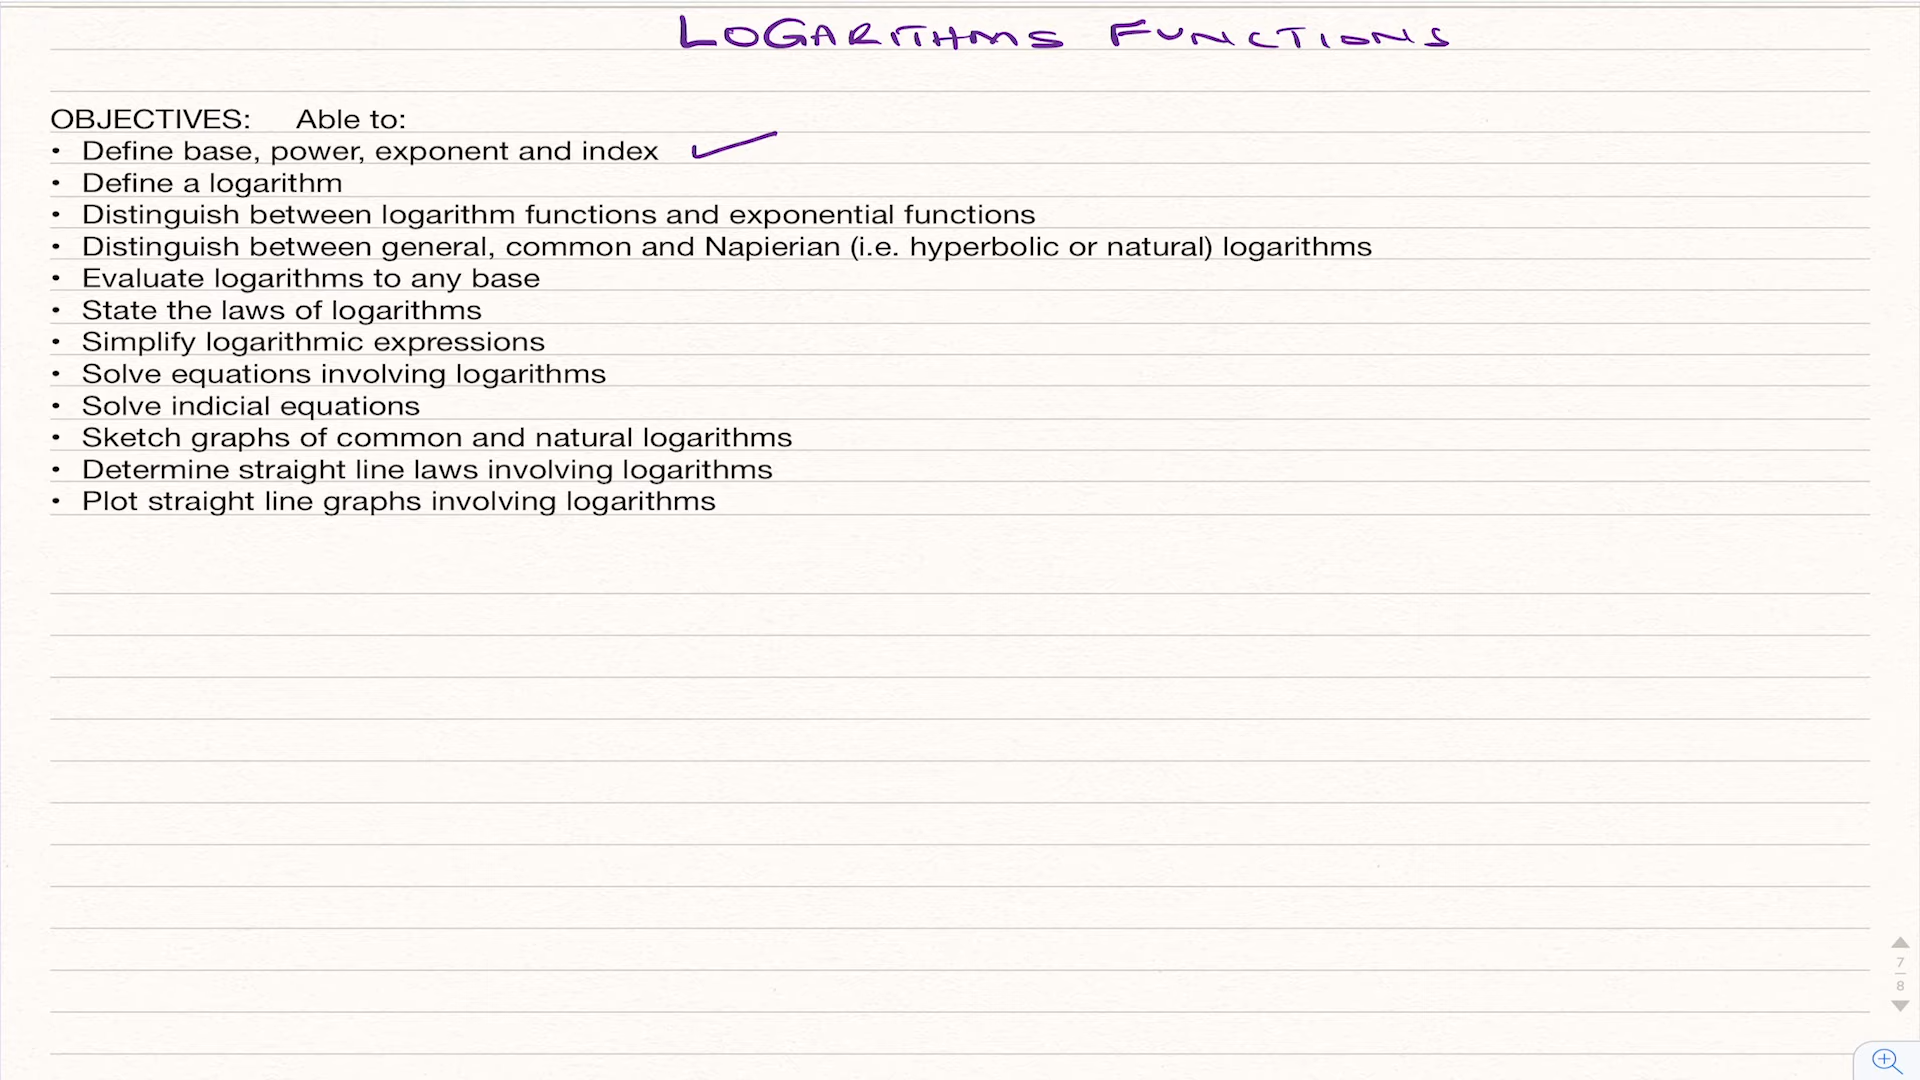 LOGARITHMS FUNCTIONS
OBJECTIVES: Able to:
• Define base, power, exponent and index
• Define a logarithm
• Distinguish between logarithm functions and exponential functions
• Distinguish between general, common and Napierian (i.e. hyperbolic or natural) logarithms
• Evaluate logarithms to any base
• State the laws of logarithms
• Simplify logarithmic expressions
• Solve equations involving logarithms
• Solve indicial equations
• Sketch graphs of common and natural logarithms
• Determine straight line laws involving logarithms
• Plot straight line graphs involving logarithms
7
8